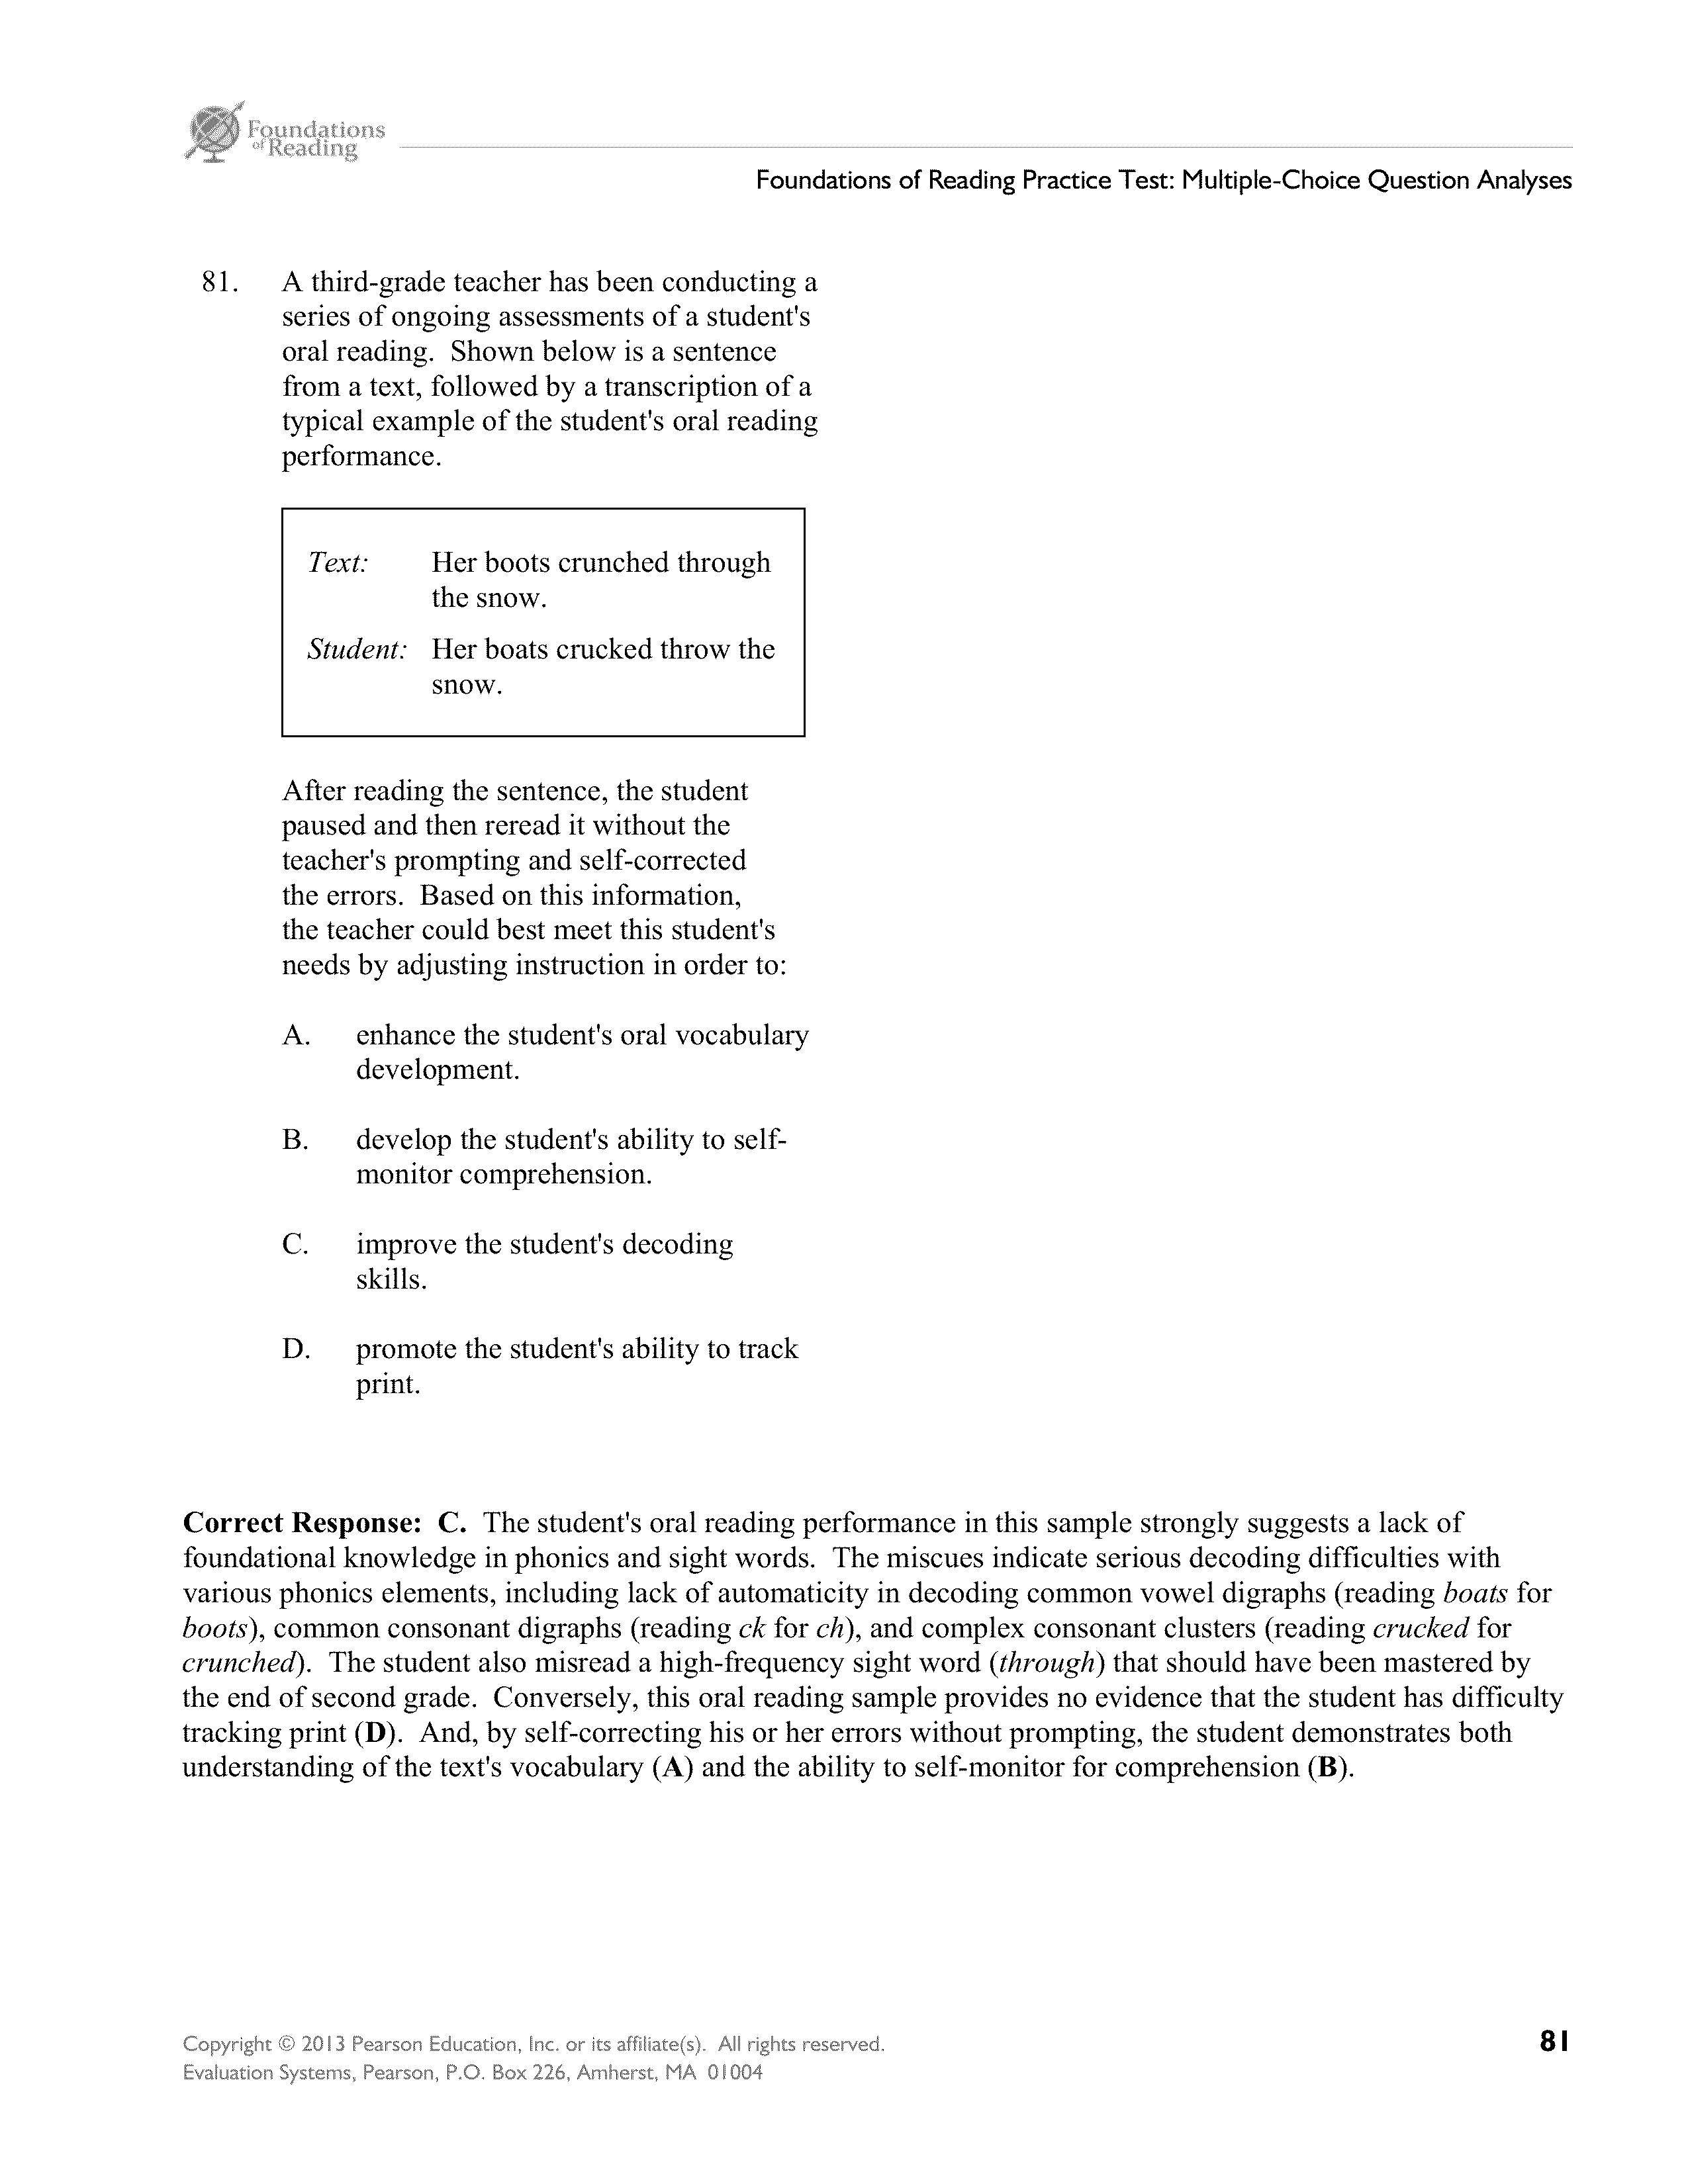 Foundations
of Reading
Foundations of Reading Practice Test: Multiple-Choice Question Analyses
81. A third-grade teacher has been conducting a
series of ongoing assessments of a student's
oral reading. Shown below is a sentence
from a text, followed by a transcription of a
typical example of the student's oral reading
performance.
Text: Her boots crunched through
the snow.
Student: Her boats crucked throw the
snow.
After reading the sentence, the student
paused and then reread it without the
teacher's prompting and self-corrected
the errors. Based on this information,
the teacher could best meet this student's
needs by adjusting instruction in order to:
A. enhance the student's oral vocabulary
development.
B. develop the student's ability to self-
monitor comprehension.
C. improve the student's decoding
skills.
D. promote the student's ability to track
print.
Correct Response: C. The student's oral reading performance in this sample strongly suggests a lack of
foundational knowledge in phonics and sight words. The miscues indicate serious decoding difficulties with
various phonics elements, including lack of automaticity in decoding common vowel digraphs (reading boats for
boots), common consonant digraphs (reading ck for ch), and complex consonant clusters (reading crucked for
crunched). The student also misread a high-frequency sight word (through) that should have been mastered by
the end of second grade. Conversely, this oral reading sample provides no evidence that the student has difficulty
tracking print (D). And, by self-correcting his or her errors without prompting, the student demonstrates both
understanding of the text's vocabulary (A) and the ability to self-monitor for comprehension (B).
Copyright © 2013 Pearson Education, Inc. or its affiliate(s). All rights reserved.
Evaluation Systems, Pearson, P.O. Box 226, Amherst, MA 01004
81